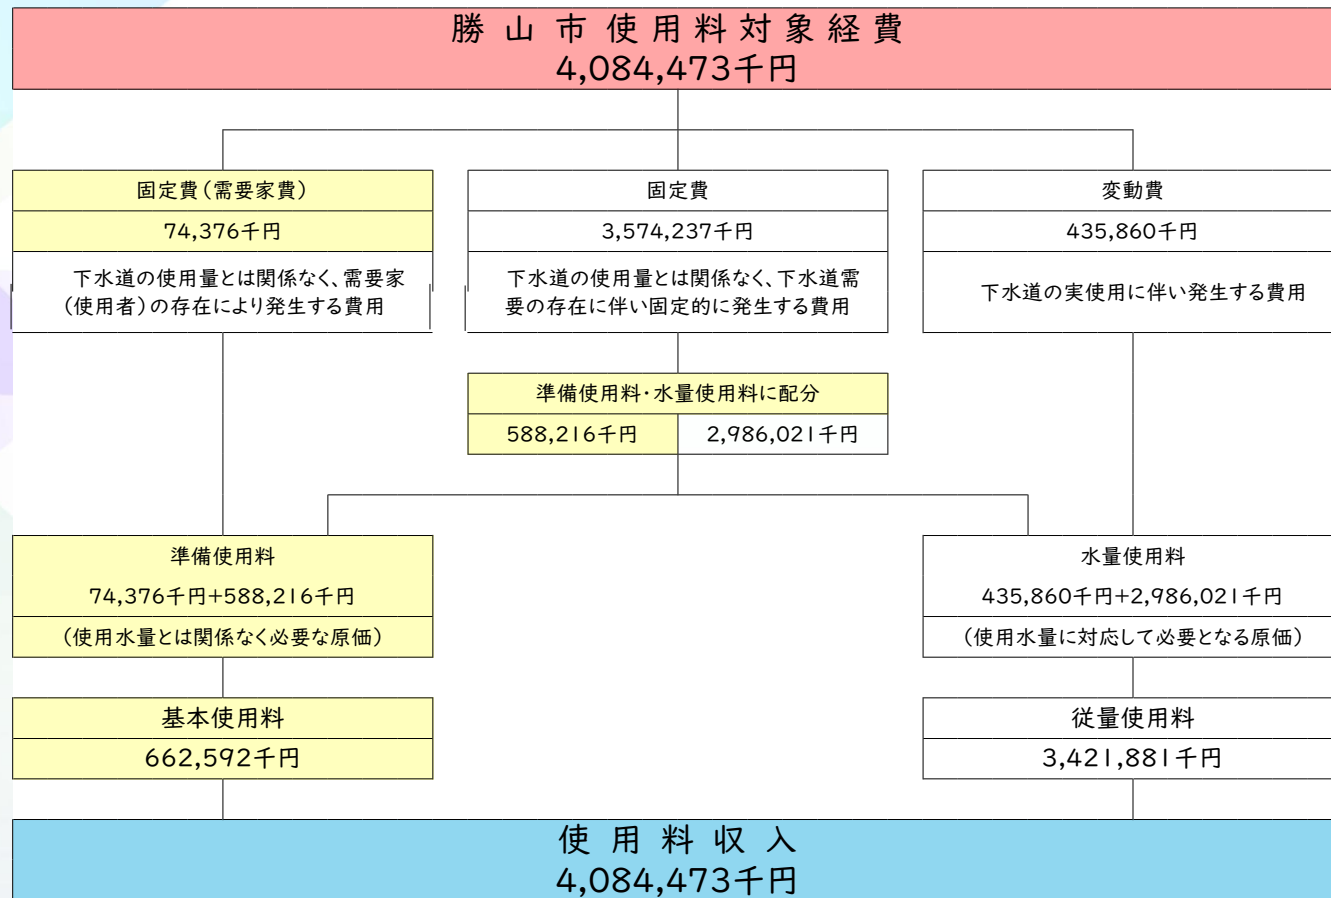 勝山市使用料対象経費
4,084,473千円
固定費(需要家費)
74,376千円
下水道の使用量とは関係なく、需要家
(使用者)の存在により発生する費用
固定費
3,574,237千円
下水道の使用量とは関係なく、下水道需
要の存在に伴い固定的に発生する費用
変動費
435,860千円
下水道の実使用に伴い発生する費用
準備使用料・水量使用料に配分
588,216千円
2,986,021千円
準備使用料
74,376千円+588,216千円
(使用水量とは関係なく必要な原価)
水量使用料
435,860千円+2,986,021千円
(使用水量に対応して必要となる原価)
基本使用料
662,592千円
従量使用料
3,421,881千円
使用料収入
4,084,473千円